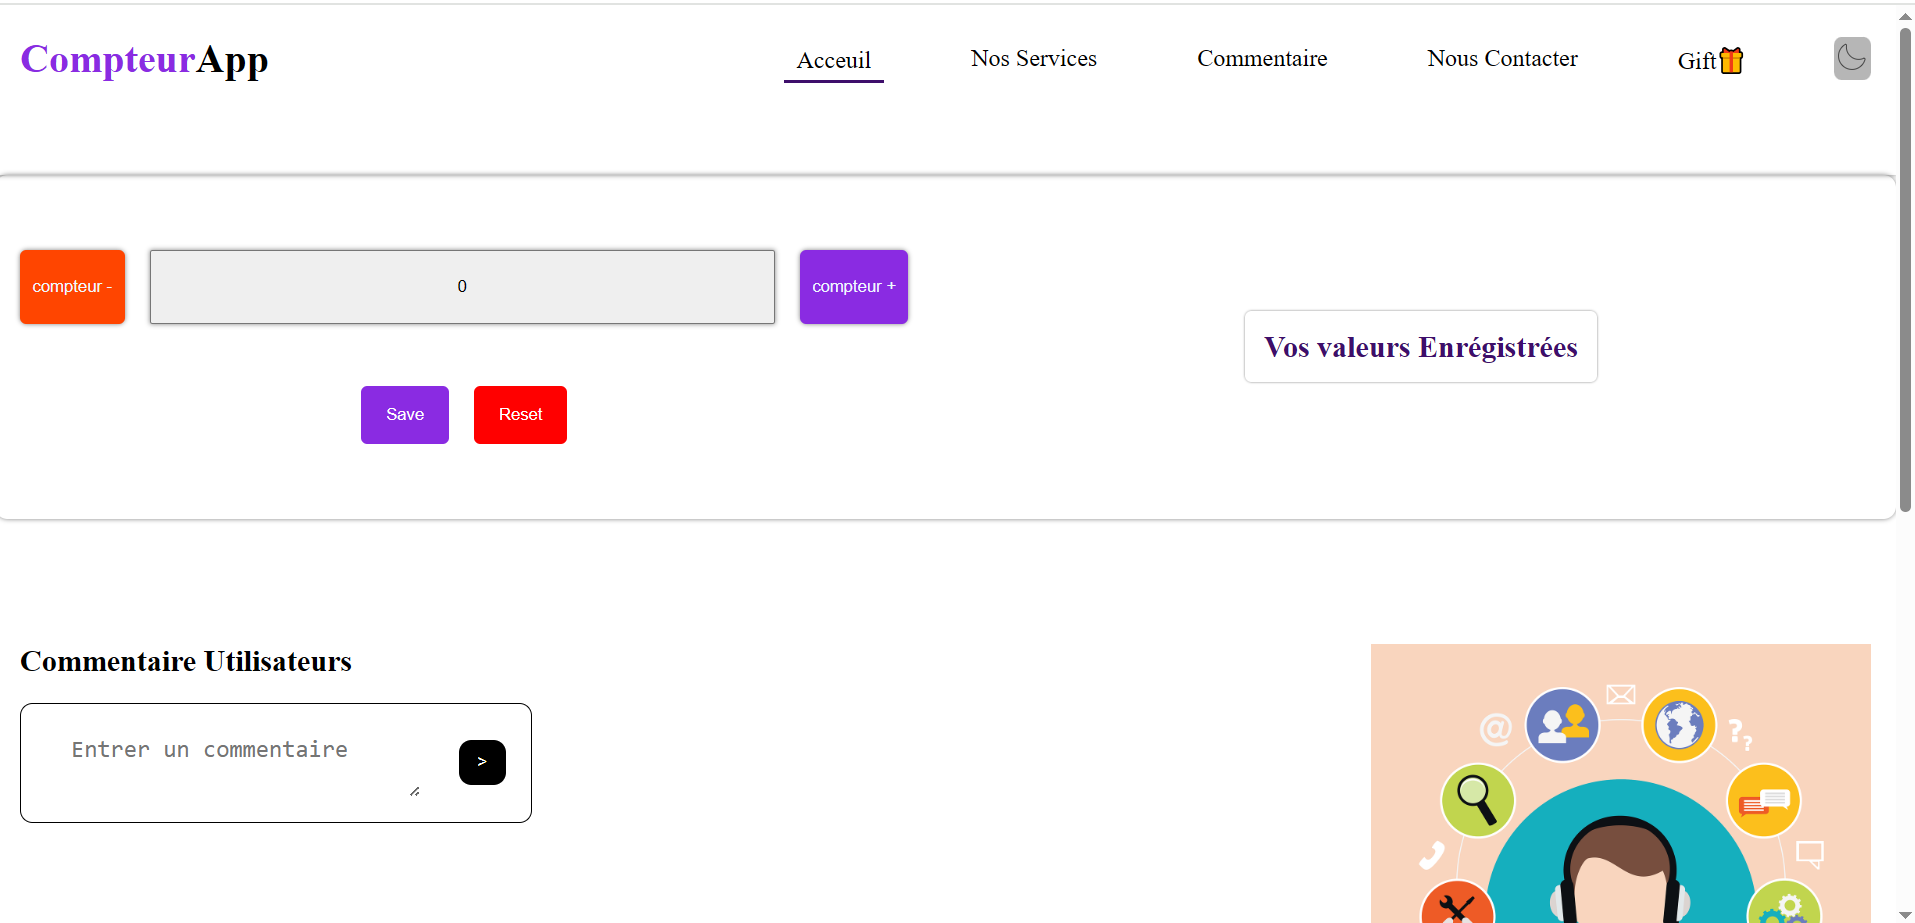 CompteurApp
Acceuil
Nos Services
Commentaire
Nous Contacter
Gift🎁
compteur -
0
compteur +
Vos valeurs Enrégistrées
Save
Reset
Commentaire Utilisateurs
Entrer un commentaire
>
@
? ?